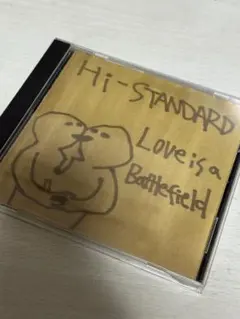 Hi-STANDARD
Love is a
Battlefield